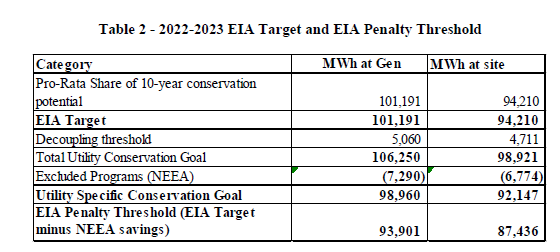 Table 2 - 2022-2023 EIA Target and EIA Penalty Threshold
Category MWh at Gen MWh at site
Pro-Rata Share of 10-year conservation
potential 101,191 94,210
EIA Target 101,191 94,210
Decoupling threshold 5,060 4,711
Total Utility Conservation Goal 106,250 98,921
Excluded Programs (NEEA) (7,290) (6,774)
Utility Specific Conservation Goal 98,960 92,147
EIA Penalty Threshold (EIA Target
minus NEEA savings) 93,901 87,436